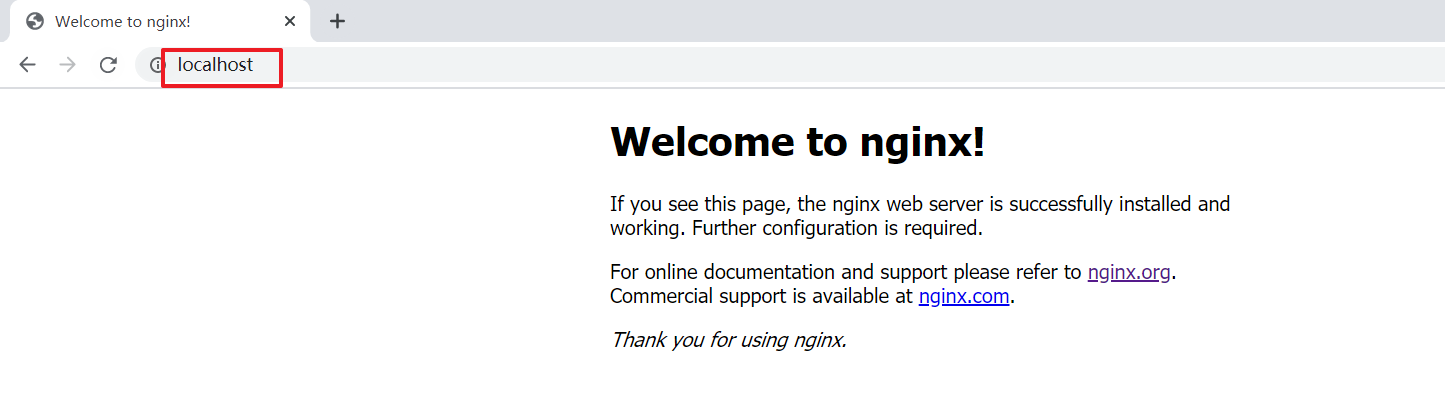 Welcome to nginx!
localhost
Welcome to nginx!
If you see this page, the nginx web server is successfully installed and
working. Further configuration is required.
For online documentation and support please refer to nginx.org.
Commercial support is available at nginx.com.
Thank you for using nginx.